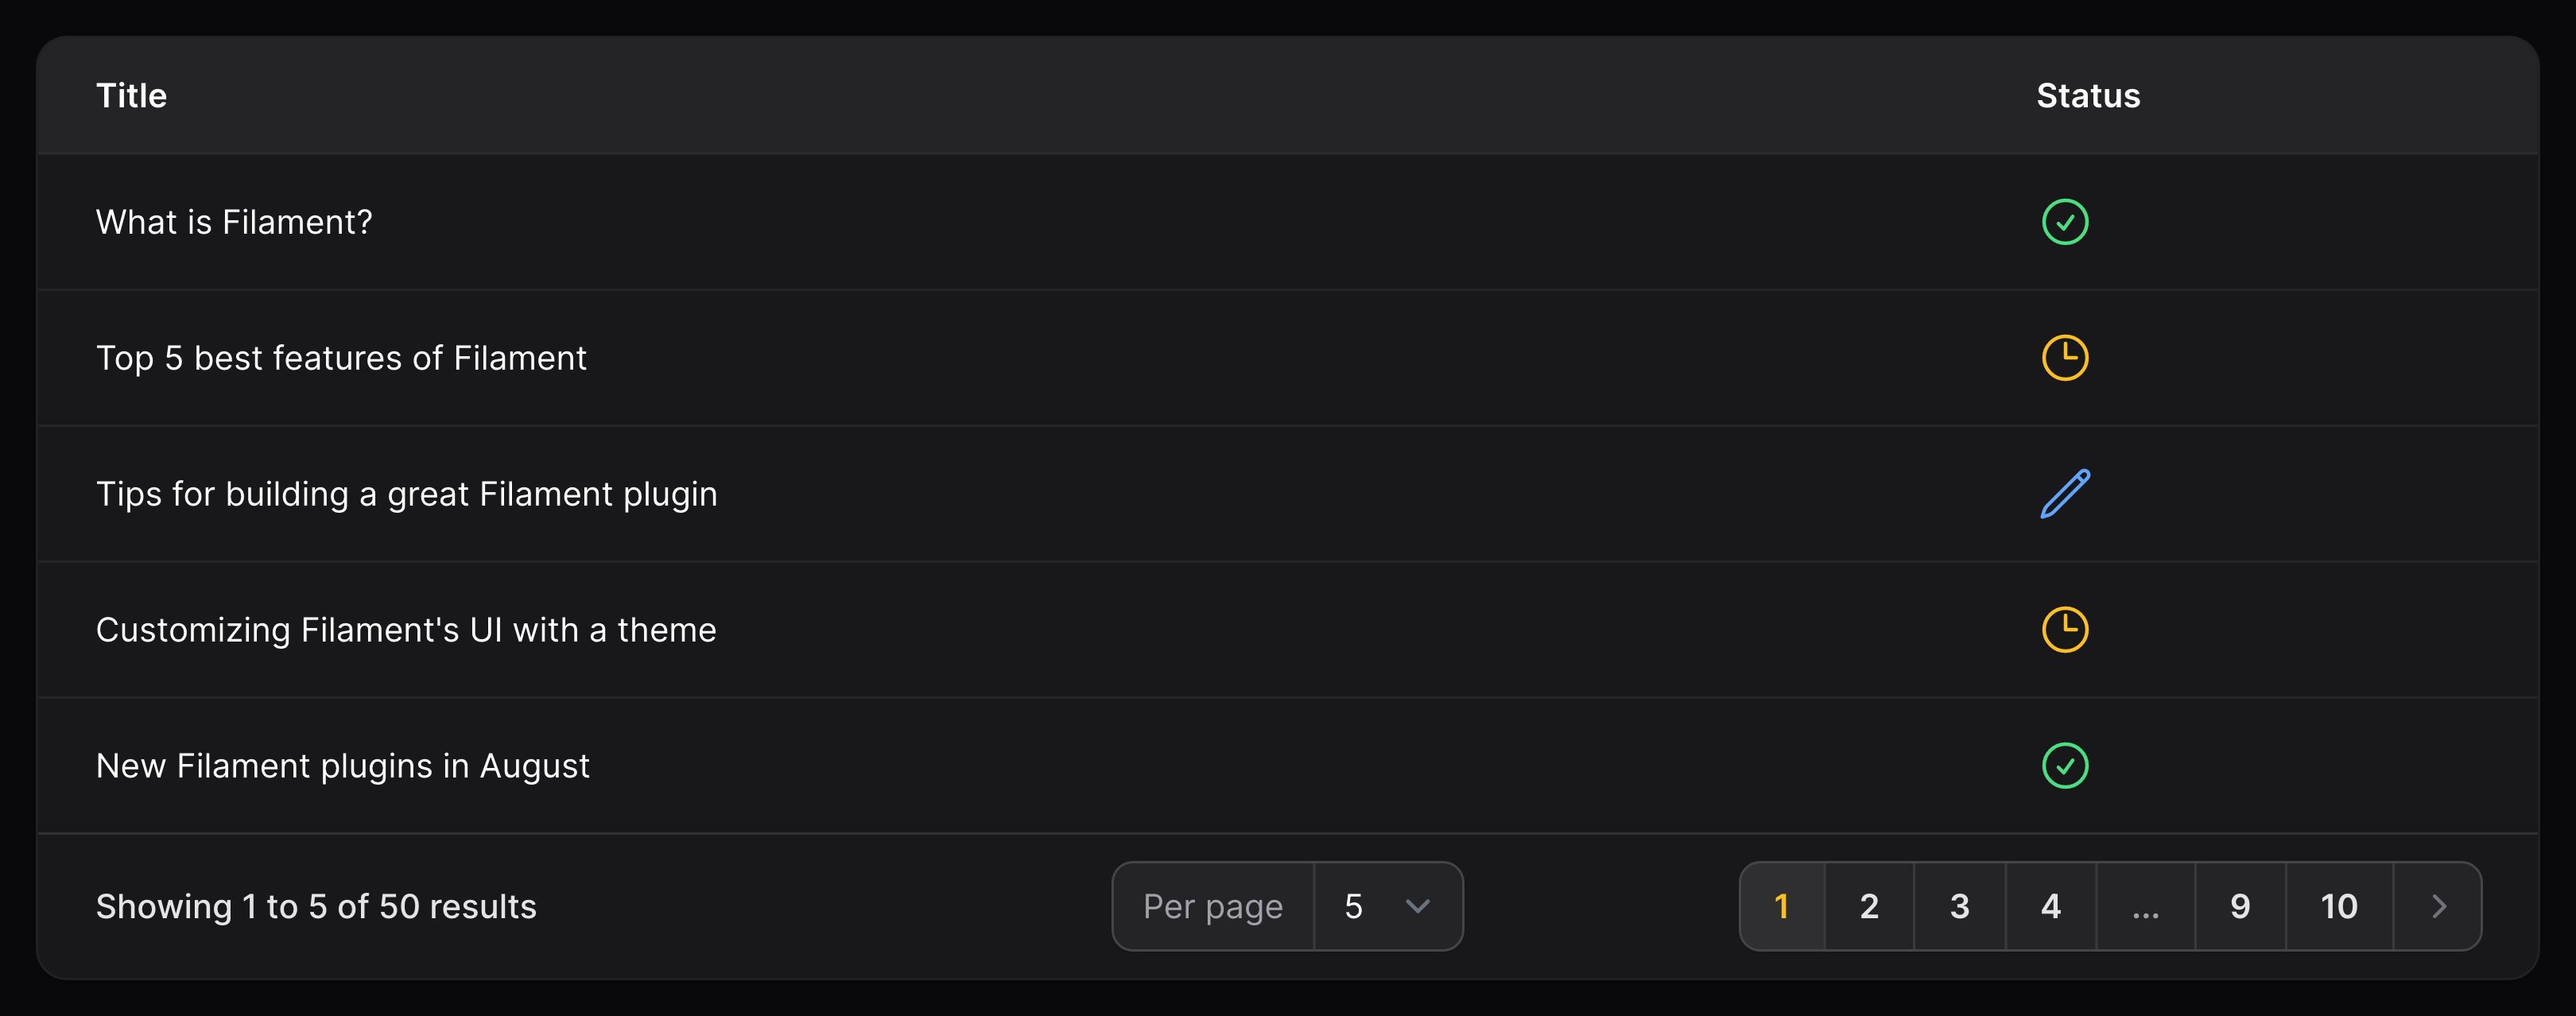 Title Status
What is Filament?
Top 5 best features of Filament
Tips for building a great Filament plugin
Customizing Filament's UI with a theme
New Filament plugins in August
Showing 1 to 5 of 50 results Per page 5 1 2 3 4 ... 9 10